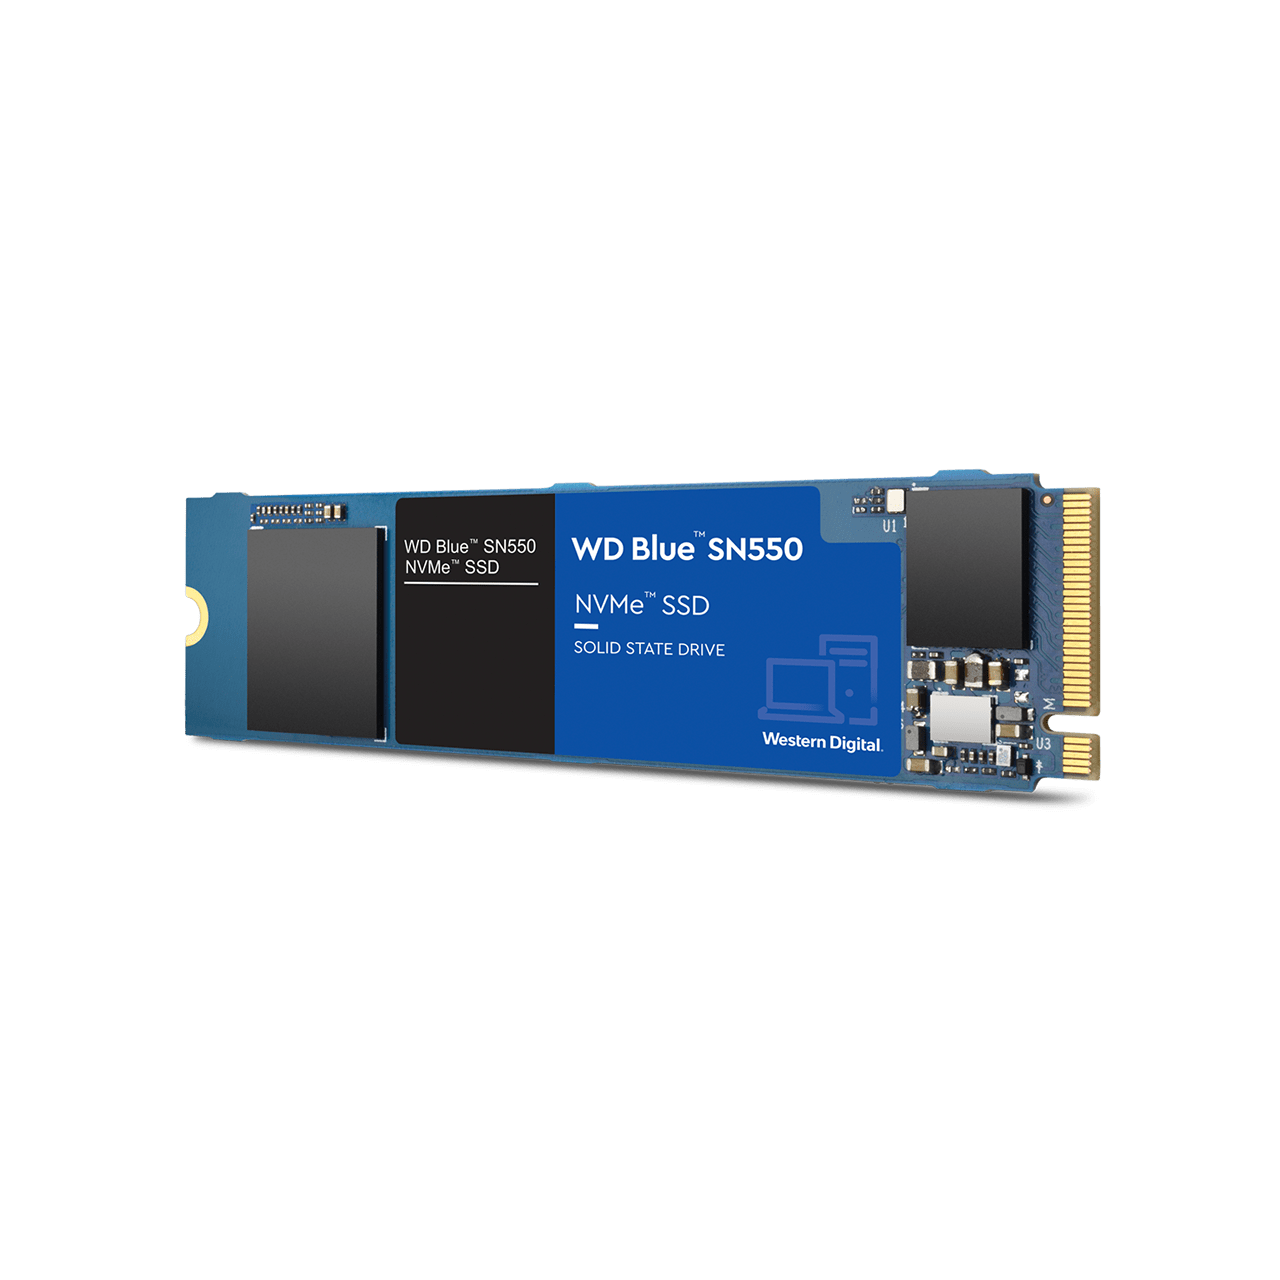 WD Blue™ SN550
NVMe™ SSD
WD Blue™ SN550
NVMe™ SSD
SOLID STATE DRIVE
Western Digital.
U1
M
U3